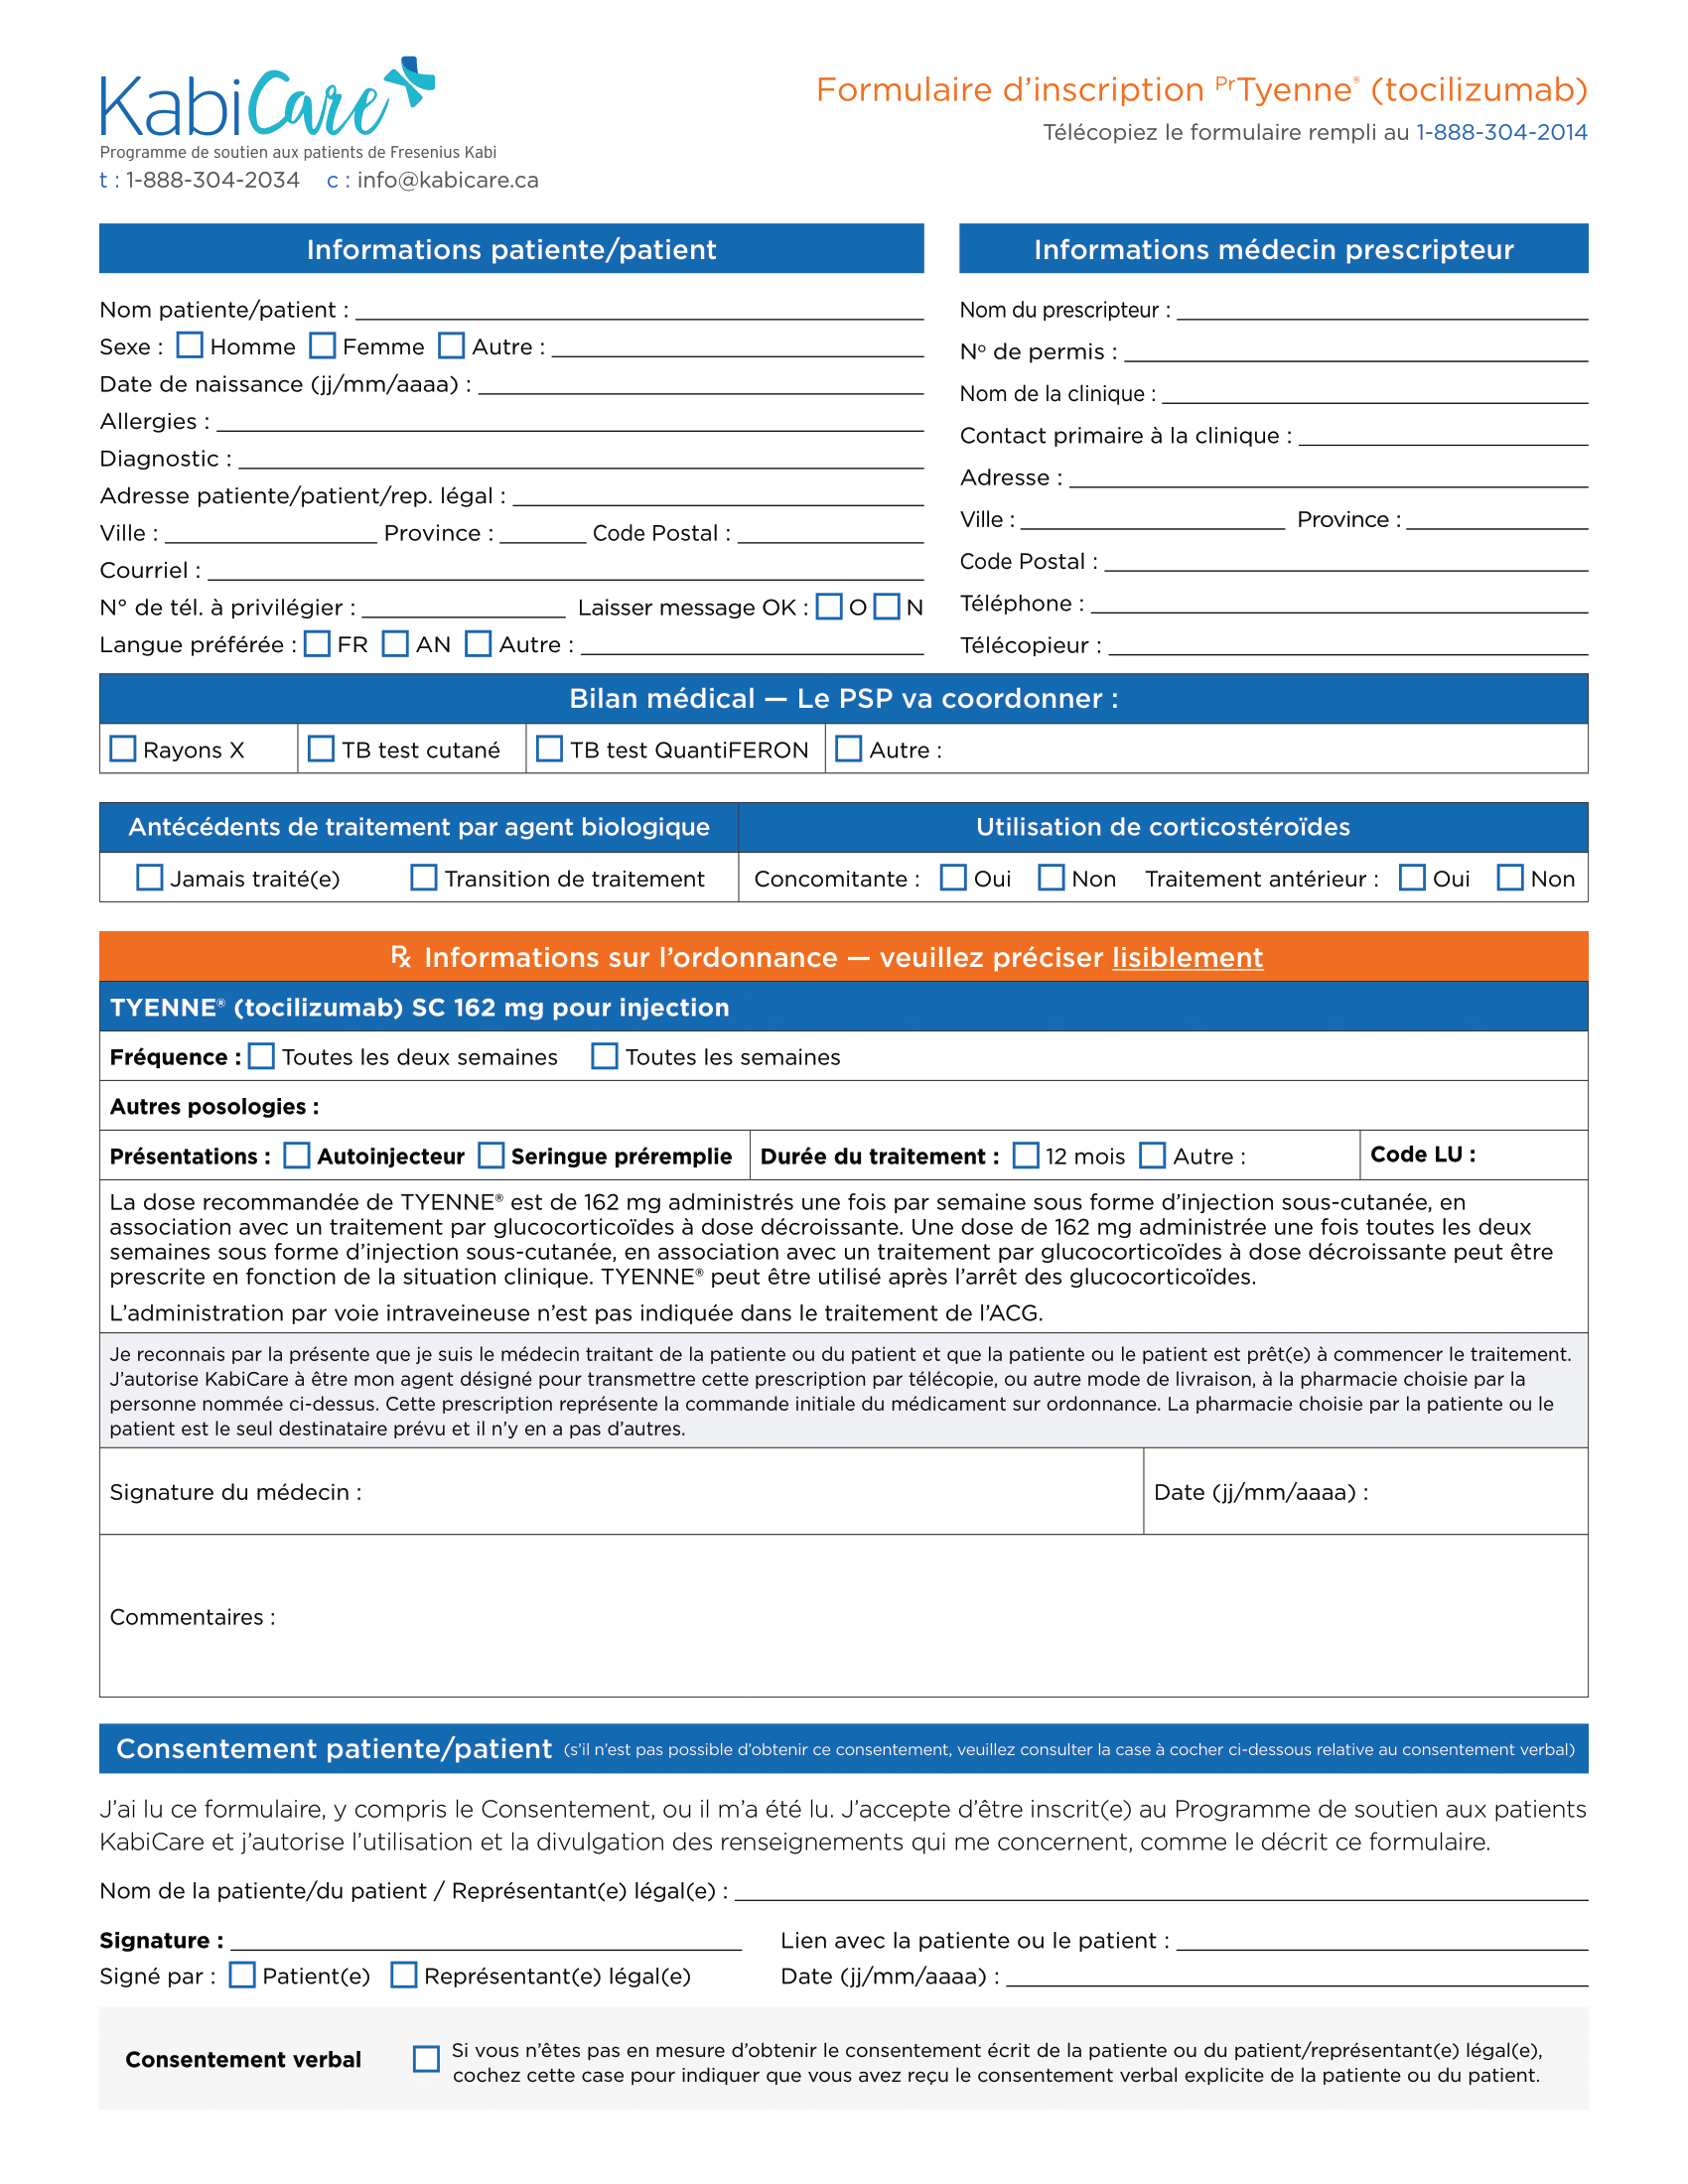 KabiCare
Programme de soutien aux patients de Fresenius Kabi
t : 1-888-304-2034 c : info@kabicare.ca
Formulaire d’inscription PrTyenne® (tocilizumab)
Télécopiez le formulaire rempli au 1-888-304-2014
Informations patiente/patient
Nom patiente/patient :
Sexe : Homme Femme Autre :
Date de naissance (jj/mm/aaaa) :
Allergies :
Diagnostic :
Adresse patiente/patient/rep. légal :
Ville : Province : Code Postal :
Courriel :
N° de tél. à privilégier : Laisser message OK : O N
Langue préférée : FR AN Autre :
Informations médecin prescripteur
Nom du prescripteur :
Nº de permis :
Nom de la clinique :
Contact primaire à la clinique :
Adresse :
Ville : Province :
Code Postal :
Téléphone :
Télécopieur :
Bilan médical — Le PSP va coordonner :
Rayons X TB test cutané TB test QuantiFERON Autre :
Antécédents de traitement par agent biologique
Jamais traité(e) Transition de traitement
Utilisation de corticostéroïdes
Concomitante : Oui Non Traitement antérieur : Oui Non
℞ Informations sur l’ordonnance — veuillez préciser lisiblement
TYENNE® (tocilizumab) SC 162 mg pour injection
Fréquence : Toutes les deux semaines Toutes les semaines
Autres posologies :
Présentations : Autoinjecteur Seringue préremplie Durée du traitement : 12 mois Autre : Code LU :
La dose recommandée de TYENNE® est de 162 mg administrés une fois par semaine sous forme d’injection sous-cutanée, en
association avec un traitement par glucocorticoïdes à dose décroissante. Une dose de 162 mg administrée une fois toutes les deux
semaines sous forme d’injection sous-cutanée, en association avec un traitement par glucocorticoïdes à dose décroissante peut être
prescrite en fonction de la situation clinique. TYENNE® peut être utilisé après l’arrêt des glucocorticoïdes.
L’administration par voie intraveineuse n’est pas indiquée dans le traitement de l’ACG.
Je reconnais par la présente que je suis le médecin traitant de la patiente ou du patient et que la patiente ou le patient est prêt(e) à commencer le traitement.
J’autorise KabiCare à être mon agent désigné pour transmettre cette prescription par télécopie, ou autre mode de livraison, à la pharmacie choisie par la
personne nommée ci-dessus. Cette prescription représente la commande initiale du médicament sur ordonnance. La pharmacie choisie par la patiente ou le
patient est le seul destinataire prévu et il n’y en a pas d’autres.
Signature du médecin : Date (jj/mm/aaaa) :
Commentaires :
Consentement patiente/patient (s’il n’est pas possible d’obtenir ce consentement, veuillez consulter la case à cocher ci-dessous relative au consentement verbal)
J’ai lu ce formulaire, y compris le Consentement, ou il m’a été lu. J’accepte d’être inscrit(e) au Programme de soutien aux patients
KabiCare et j’autorise l’utilisation et la divulgation des renseignements qui me concernent, comme le décrit ce formulaire.
Nom de la patiente/du patient / Représentant(e) légal(e) :
Signature : Lien avec la patiente ou le patient :
Signé par : Patient(e) Représentant(e) légal(e) Date (jj/mm/aaaa) :
Consentement verbal
Si vous n’êtes pas en mesure d’obtenir le consentement écrit de la patiente ou du patient/représentant(e) légal(e),
cochez cette case pour indiquer que vous avez reçu le consentement verbal explicite de la patiente ou du patient.